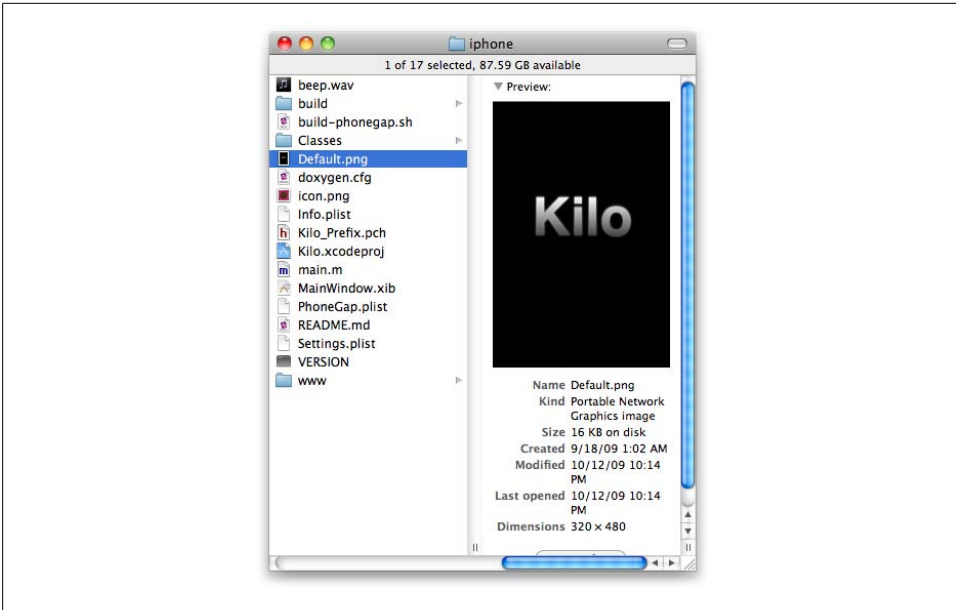 iphone
1 of 17 selected, 87.59 GB available
beep.wav
build
build-phonegap.sh
Classes
Default.png
doxygen.cfg
icon.png
Info.plist
Kilo_Prefix.pch
Kilo.xcodeproj
main.m
MainWindow.xib
PhoneGap.plist
README.md
Settings.plist
VERSION
www
Preview:
Kilo
Name Default.png
Kind Portable Network
Graphics image
Size 16 KB on disk
Created 9/18/09 1:02 AM
Modified 10/12/09 10:14
PM
Last opened 10/12/09 10:14
PM
Dimensions 320 × 480